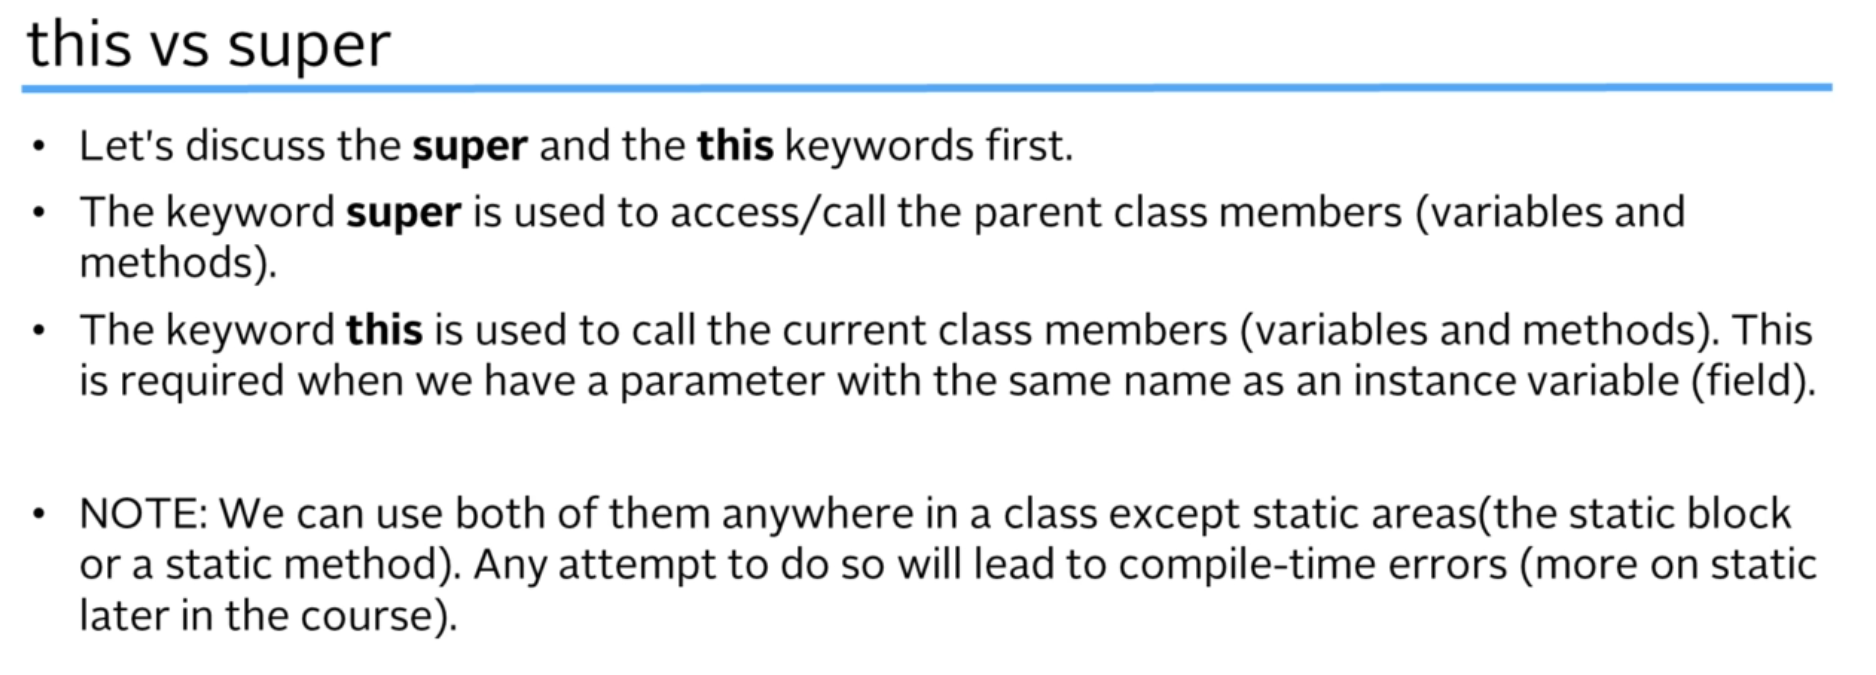 this vs super
• Let's discuss the super and the this keywords first.
• The keyword super is used to access/call the parent class members (variables and
methods).
• The keyword this is used to call the current class members (variables and methods). This
is required when we have a parameter with the same name as an instance variable (field).
• NOTE: We can use both of them anywhere in a class except static areas(the static block
or a static method). Any attempt to do so will lead to compile-time errors (more on static
later in the course).